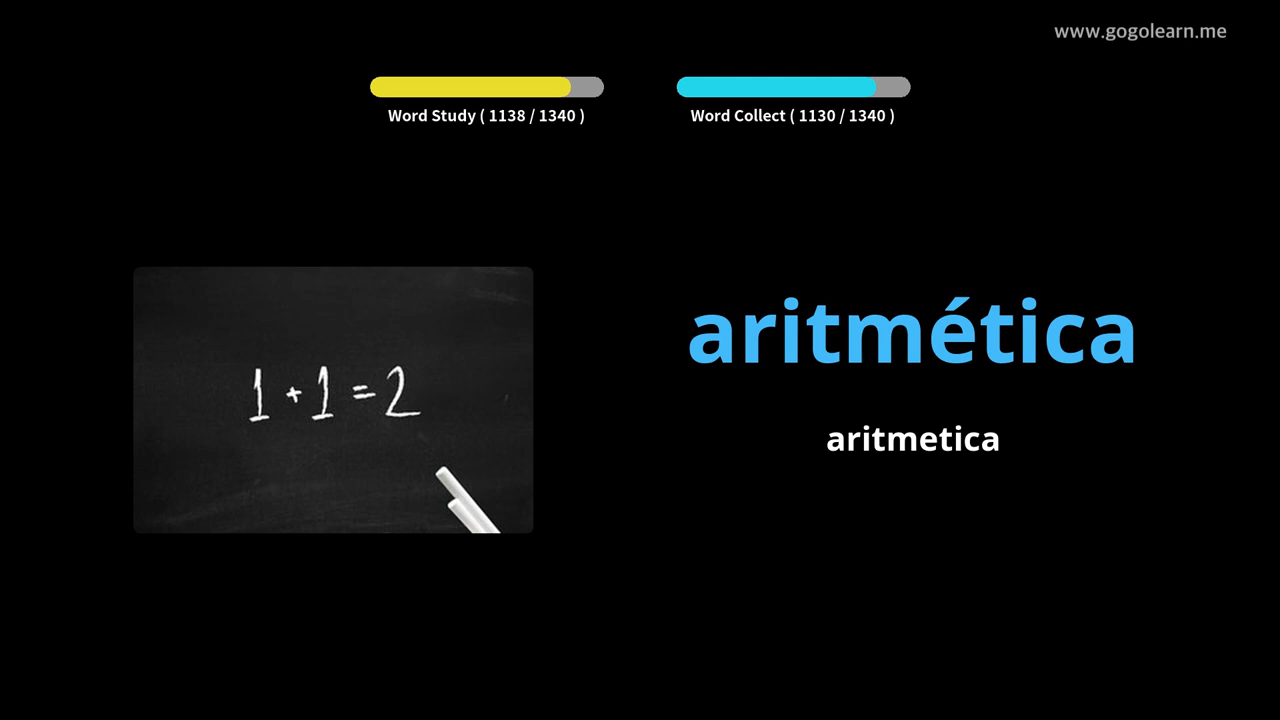 www.gogolearn.me
Word Study ( 1138 / 1340 )
Word Collect ( 1130 / 1340 )
1 + 1 = 2
aritmética
aritmetica